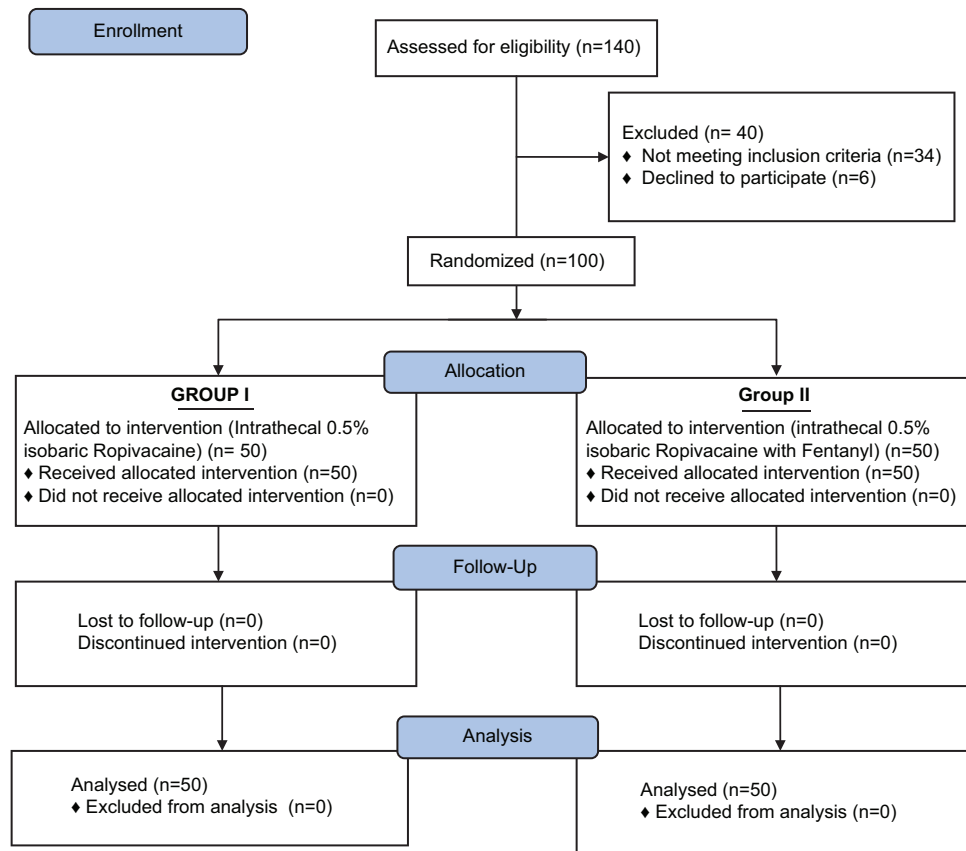 Enrollment
Assessed for eligibility (n=140)
Excluded (n= 40)
♦ Not meeting inclusion criteria (n=34)
♦ Declined to participate (n=6)
Randomized (n=100)
Allocation
GROUP I
Allocated to intervention (Intrathecal 0.5%
isobaric Ropivacaine) (n= 50)
♦ Received allocated intervention (n=50)
♦ Did not receive allocated intervention (n=0)
Group II
Allocated to intervention (intrathecal 0.5%
isobaric Ropivacaine with Fentanyl) (n=50)
♦ Received allocated intervention (n=50)
♦ Did not receive allocated intervention (n=0)
Follow-Up
Lost to follow-up (n=0)
Discontinued intervention (n=0)
Lost to follow-up (n=0)
Discontinued intervention (n=0)
Analysis
Analysed (n=50)
♦ Excluded from analysis  (n=0)
Analysed (n=50)
♦ Excluded from analysis (n=0)